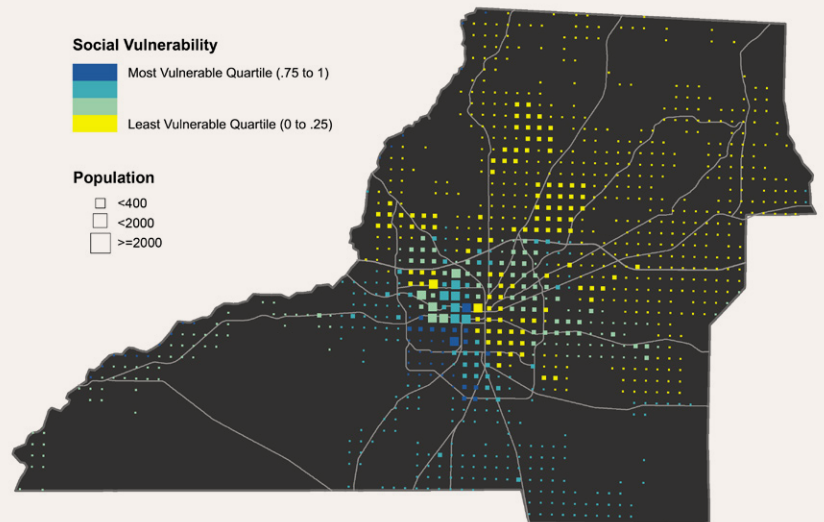 Social Vulnerability
Most Vulnerable Quartile (.75 to 1)
Least Vulnerable Quartile (0 to .25)
Population
<400
<2000
>=2000